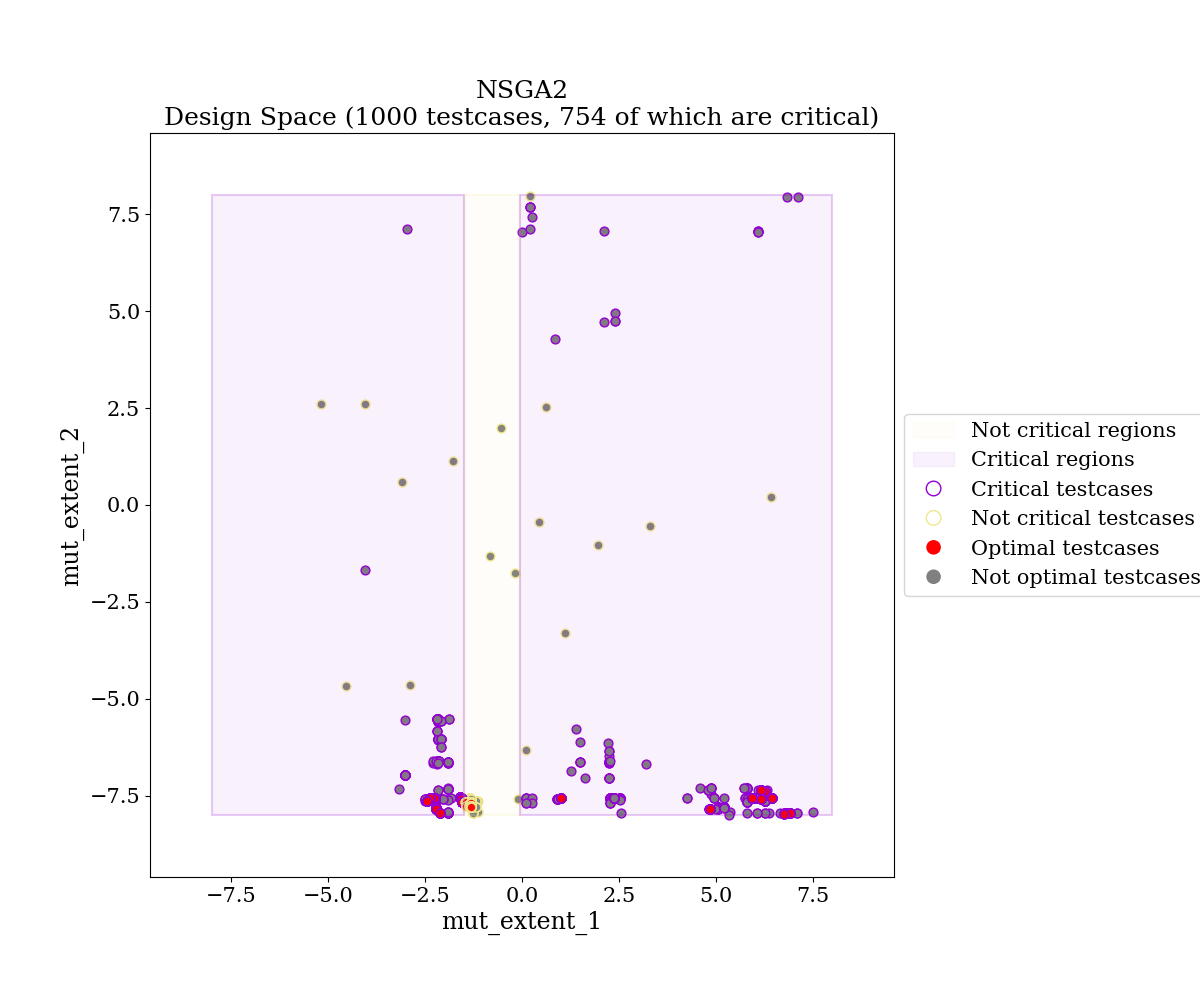 NSGA2
Design Space (1000 testcases, 754 of which are critical)
mut_extent_2
7.5
5.0
2.5
0.0
−2.5
−5.0
−7.5
−7.5
−5.0
−2.5
0.0
2.5
5.0
7.5
mut_extent_1
Not critical regions
Critical regions
Critical testcases
Not critical testcases
Optimal testcases
Not optimal testcases